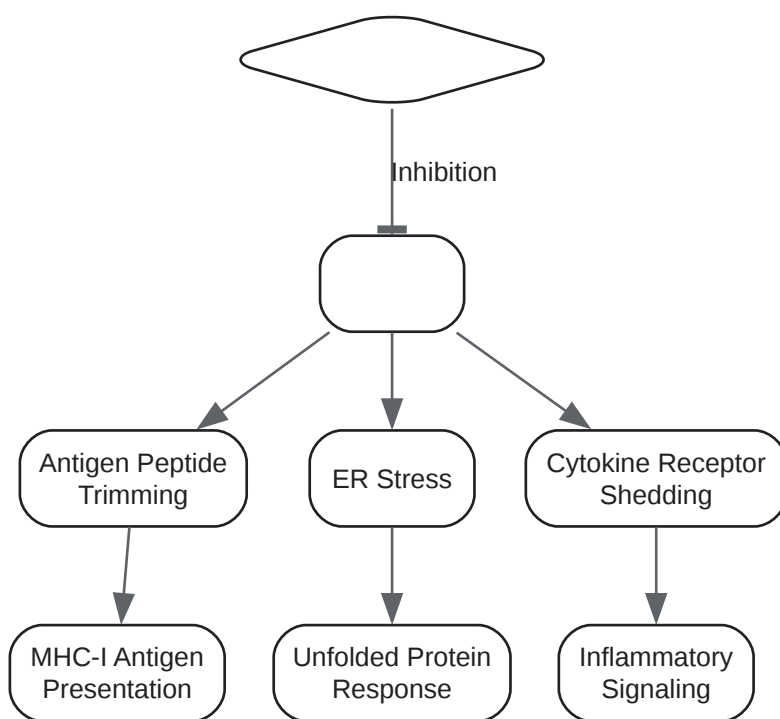 Inhibition
Antigen Peptide
Trimming
ER Stress
Cytokine Receptor
Shedding
MHC-I Antigen
Presentation
Unfolded Protein
Response
Inflammatory
Signaling